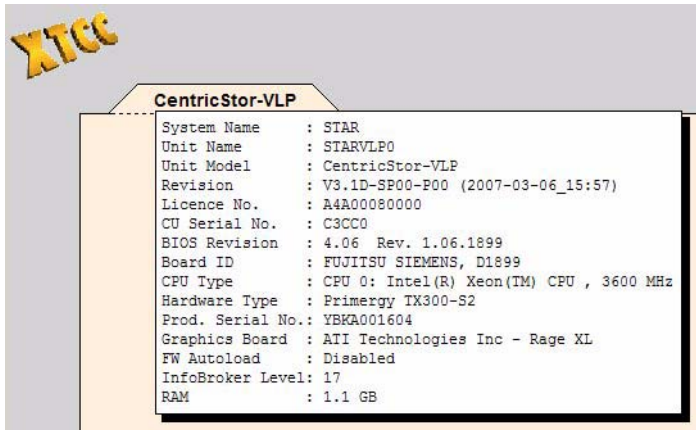 XTCC
CentricStor-VLP
System Name : STAR
Unit Name : STARVLP0
Unit Model : CentricStor-VLP
Revision : V3.1D-SP00-P00 (2007-03-06_15:57)
Licence No. : A4A00080000
CU Serial No. : C3CC0
BIOS Revision : 4.06 Rev. 1.06.1899
Board ID : FUJITSU SIEMENS, D1899
CPU Type : CPU 0: Intel(R) Xeon(TM) CPU , 3600 MHz
Hardware Type : Primergy TX300-S2
Prod. Serial No.: YBKA001604
Graphics Board : ATI Technologies Inc - Rage XL
FW Autoload : Disabled
InfoBroker Level: 17
RAM : 1.1 GB